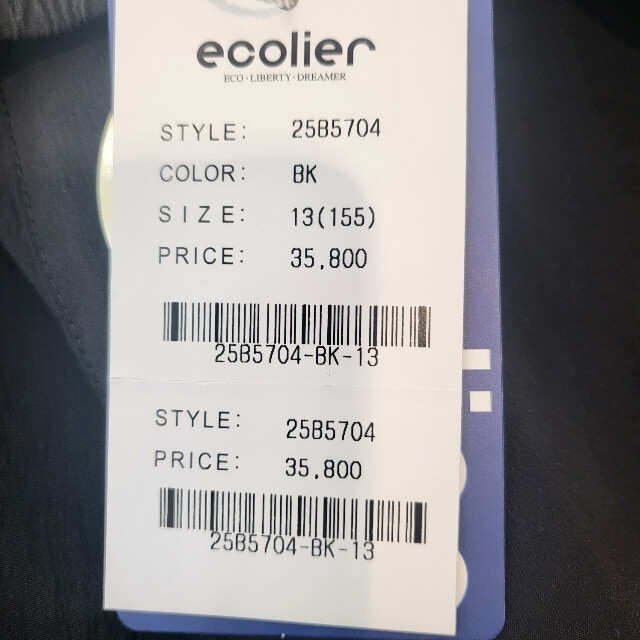 ecolier
ECO · LIBERTY · DREAMER
STYLE: 25B5704
COLOR: BK
SIZE: 13(155)
PRICE: 35,800
25B5704-BK-13
STYLE: 25B5704
PRICE: 35,800
25B5704-BK-13